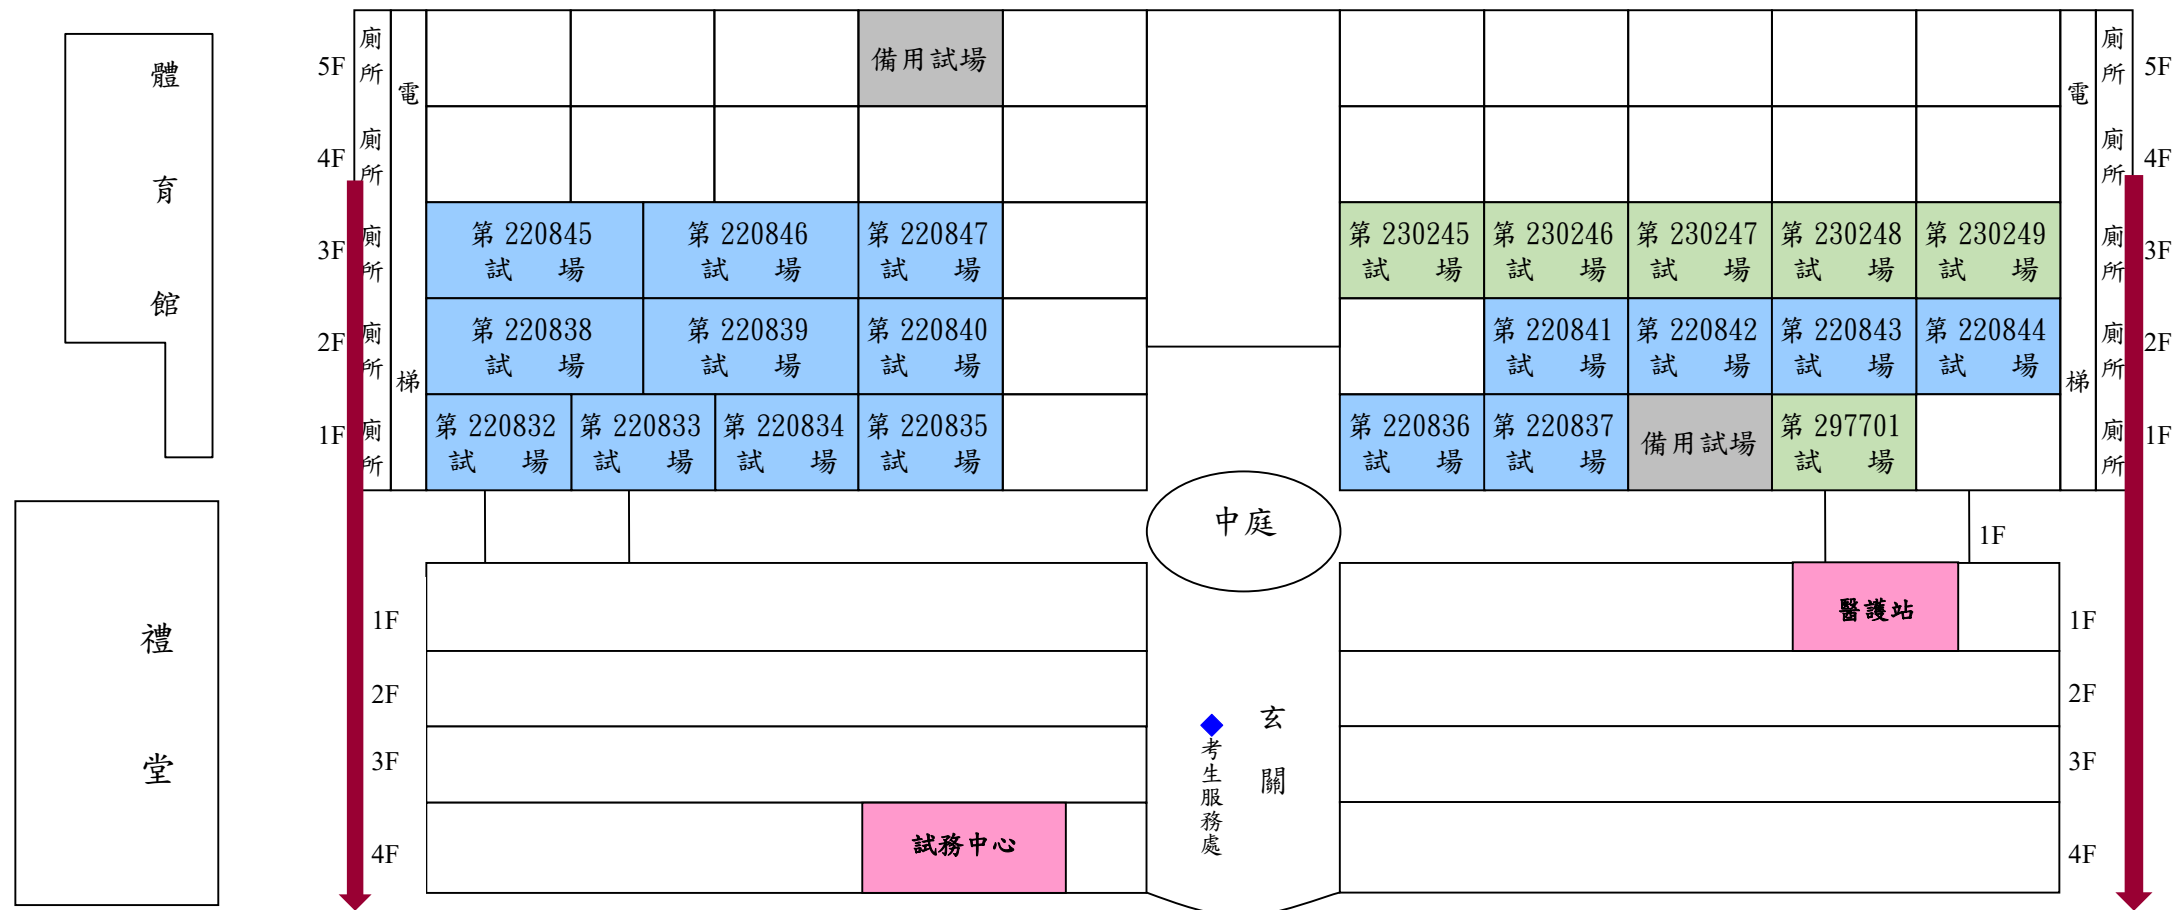 體育館
禮堂
5F
廁所
電梯
備用試場
電梯
廁所
5F
4F
廁所
廁所
4F
3F
廁所
第 220845
試 場
第 220846
試 場
第 220847
試 場
第 230245
試 場
第 230246
試 場
第 230247
試 場
第 230248
試 場
第 230249
試 場
廁所
3F
2F
廁所
第 220838
試 場
第 220839
試 場
第 220840
試 場
第 220841
試 場
第 220842
試 場
第 220843
試 場
第 220844
試 場
廁所
2F
1F
廁所
第 220832
試 場
第 220833
試 場
第 220834
試 場
第 220835
試 場
第 220836
試 場
第 220837
試 場
備用試場
第 297701
試 場
廁所
1F
中庭
1F
1F
醫護站
1F
2F
2F
玄關
考生服務處
3F
3F
4F
試務中心
4F